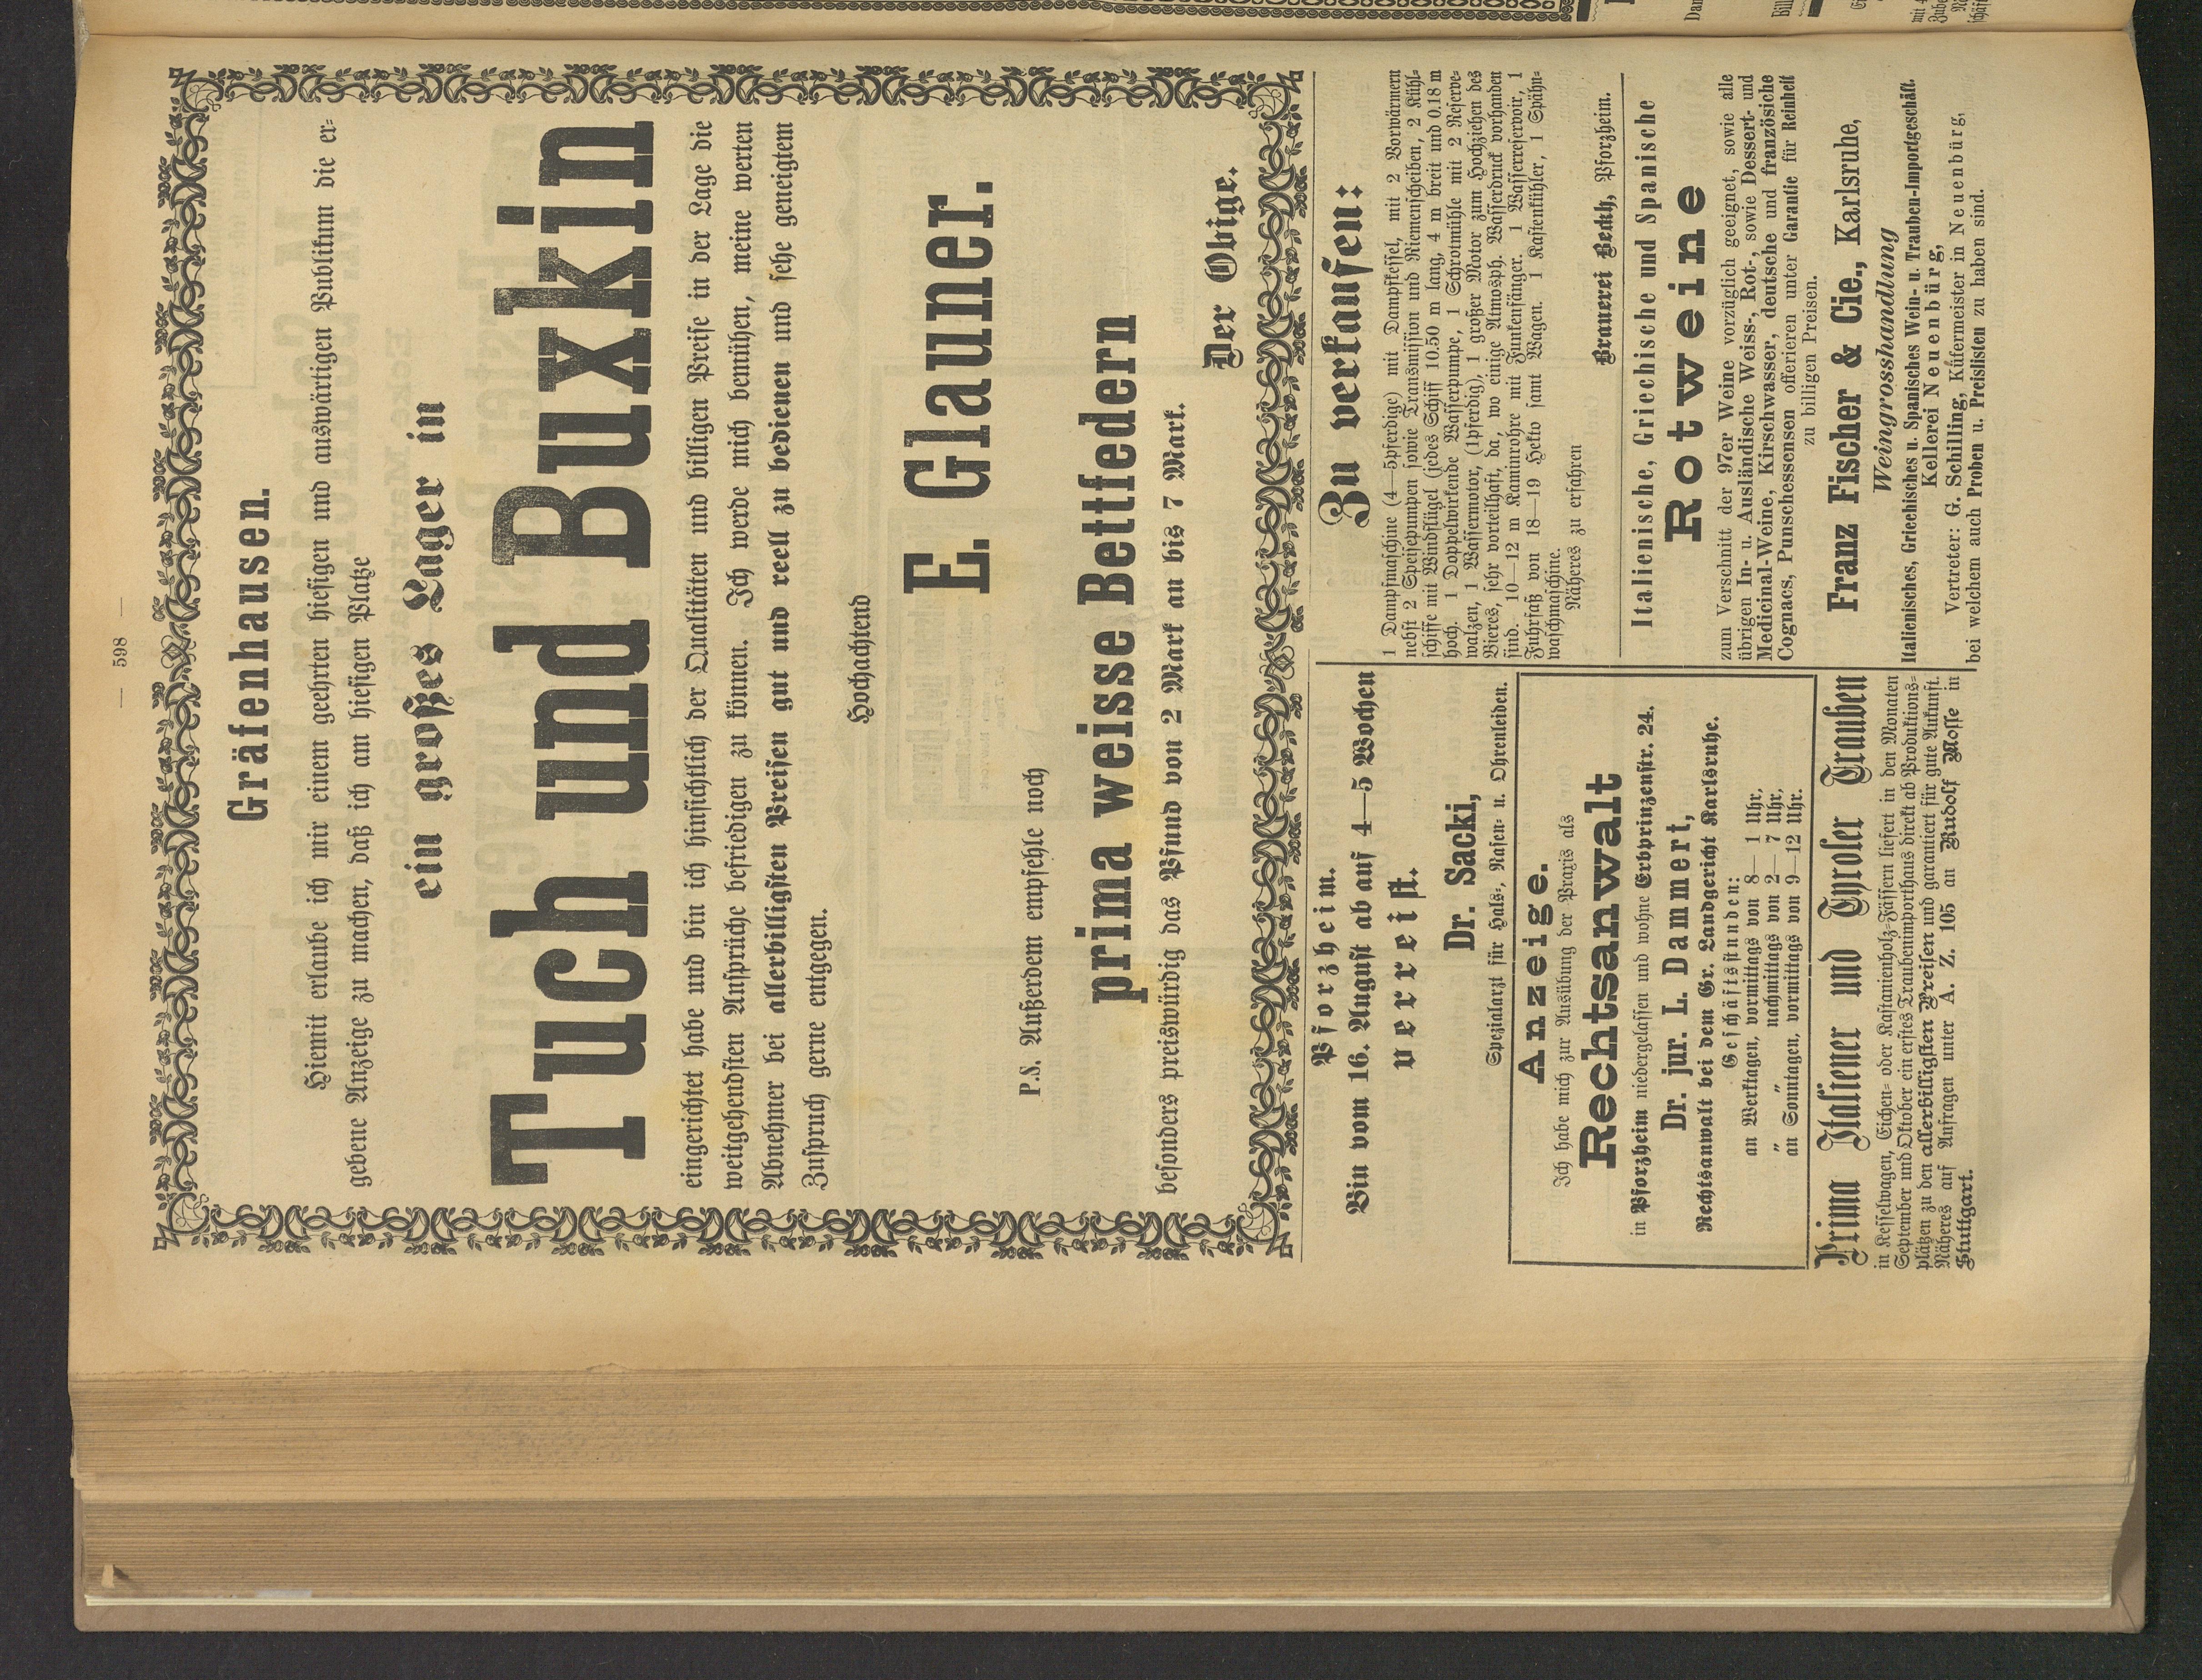 — 598 —
Gräfenhausen.
Hiemit erlaube ich mir einem geehrten hiesigen und auswärtigen Publikum die er-
gebene Anzeige zu machen, daß ich am hiesigen Platze
ein großes Lager in
Tuch und Buxkin
eingerichtet habe und bin ich hinsichtlich der Qualitäten und billigen Preise in der Lage die
weitgehendsten Ansprüche befriedigen zu können. Ich werde mich bemühen, meine werten
Abnehmer bei allerbilligsten Preisen gut und reell zu bedienen und sehe geneigtem
Zuspruch gerne entgegen.
Hochachtend
E. Glauner.
P.S. Außerdem empfehle noch
prima weisse Bettfedern
besonders preiswürdig das Pfund von 2 Mark an bis 7 Mark.
Der Obige.
Pforzheim.
Bin vom 16. August ab auf 4—5 Wochen
verreist.
Dr. Sacki,
Spezialarzt für Hals-, Nasen- u. Ohrenleiden.
Anzeige.
Ich habe mich zur Ausübung der Praxis als
Rechtsanwalt
in Pforzheim niedergelassen und wohne Erbprinzenstr. 24.
Dr. jur. L. Dammert,
Rechtsanwalt bei dem Gr. Landgericht Karlsruhe.
Geschäftsstunden:
an Werktagen, vormittags von 8— 1 Uhr,
" " nachmittags von 2— 7 Uhr,
an Sonntagen, vormittags von 9—12 Uhr.
Prima Italiener und Tyroler Trauben
in Kesselwagen, Eichen- oder Kastanienholz-Fässern liefert in den Monaten
September und Oktober ein erstes Traubenimporthaus direkt ab Produktions-
plätzen zu den allerbilligsten Preisen und garantiert für gute Ankunft.
Näheres auf Anfragen unter A. Z. 105 an Rudolf Mosse in
Stuttgart.
Zu verkaufen:
1 Dampfmaschine (4—5pferdige) mit Dampfkessel, mit 2 Vorwärmern
nebst 2 Speisepumpen sowie Transmission und Riemenscheiben, 2 Kühl-
schiffe mit Windflügel (jedes Schiff 10.50 m lang, 4 m breit und 0.18 m
hoch. 1 Doppelwirkende Wasserpumpe, 1 Schrotmühle mit 2 Reserve-
walzen, 1 Wassermotor, (1pferdig), 1 großer Motor zum Hochziehen des
Bieres, sehr vorteilhaft, da, wo einige Atmosph. Wasserdruck vorhanden
sind. 10—12 m Kaminrohre mit Funkenfänger. 1 Wasserreservoir, 1
Fuhrfaß von 18—19 Hekto samt Wagen. 1 Kastenkühler, 1 Spähn-
waschmaschine.
Näheres zu erfahren
Brauerei Beckh, Pforzheim.
Italienische, Griechische und Spanische
Rotweine
zum Verschnitt der 97er Weine vorzüglich geeignet, sowie alle
übrigen In- u. Ausländische Weiss-, Rot-, sowie Dessert- und
Medicinal-Weine, Kirschwasser, deutsche und französiche
Cognacs, Punschessensen offerieren unter Garantie für Reinheit
zu billigen Preisen.
Franz Fischer & Cie., Karlsruhe,
Weingrosshandlung
Italienisches, Griechisches u. Spanisches Wein- u. Trauben-Importgeschäft.
Kellerei Neuenbürg,
Vertreter: G. Schilling, Küfermeister in Neuenbürg,
bei welchem auch Proben u. Preislisten zu haben sind.